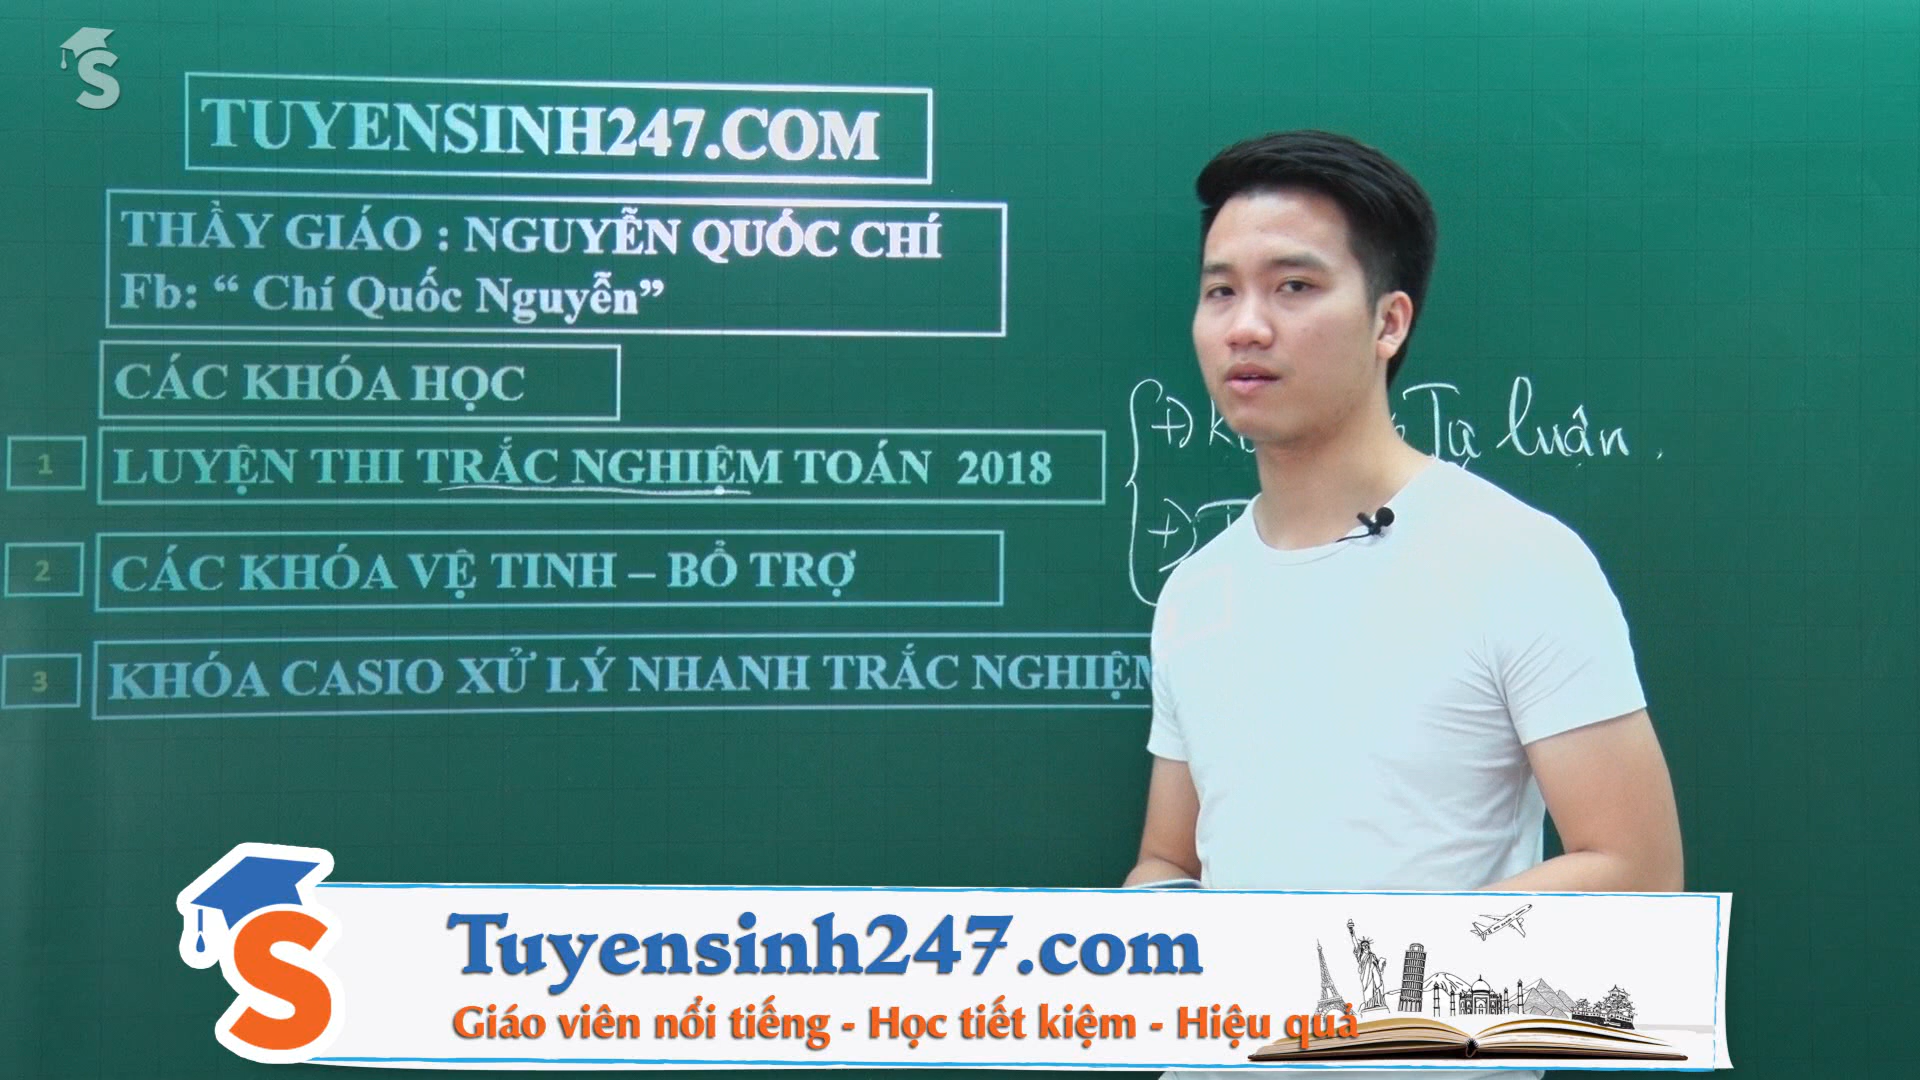 S
TUYENSINH247.COM
THẦY GIÁO : NGUYỄN QUỐC CHÍ
Fb: “ Chí Quốc Nguyễn”
CÁC KHÓA HỌC
1 LUYỆN THI TRẮC NGHIỆM TOÁN 2018
2 CÁC KHÓA VỆ TINH – BỔ TRỢ
3 KHÓA CASIO XỬ LÝ NHANH TRẮC NGHIỆM
Tự luận.
S
Tuyensinh247.com
Giáo viên nổi tiếng - Học tiết kiệm - Hiệu quả